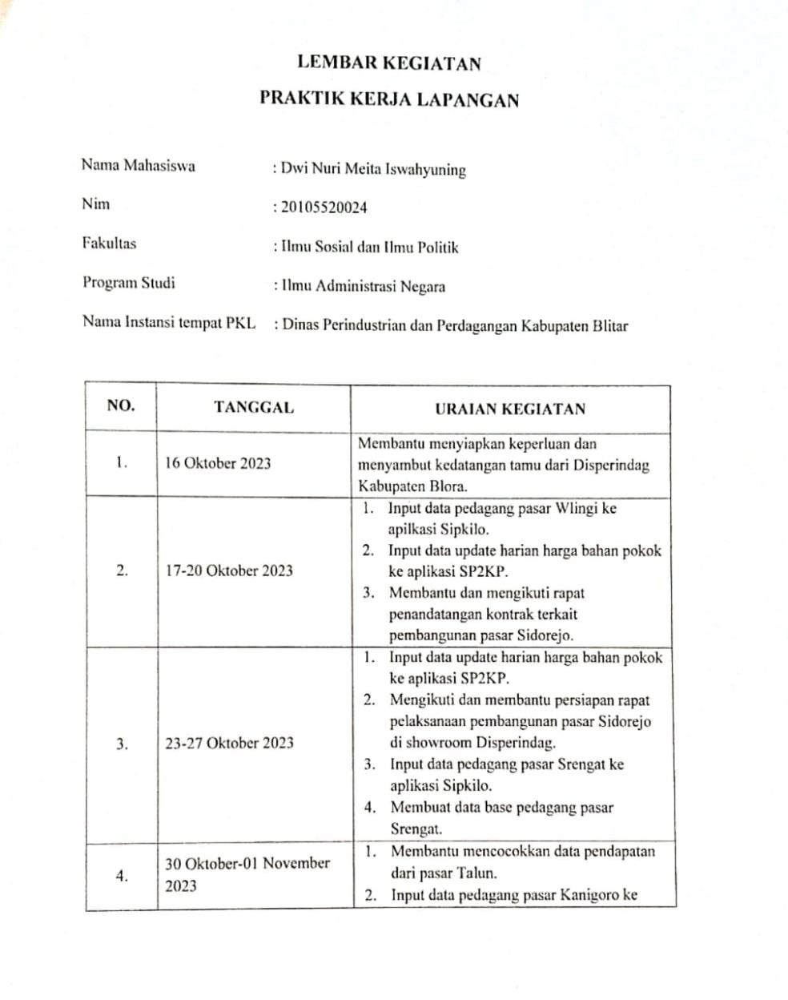 LEMBAR KEGIATAN
PRAKTIK KERJA LAPANGAN
Nama Mahasiswa : Dwi Nuri Meita Iswahyuning
Nim : 20105520024
Fakultas : Ilmu Sosial dan Ilmu Politik
Program Studi : Ilmu Administrasi Negara
Nama Instansi tempat PKL : Dinas Perindustrian dan Perdagangan Kabupaten Blitar
NO. TANGGAL URAIAN KEGIATAN
1. 16 Oktober 2023
Membantu menyiapkan keperluan dan
menyambut kedatangan tamu dari Disperindag
Kabupaten Blora.
2. 17-20 Oktober 2023
1. Input data pedagang pasar Wlingi ke
apilkasi Sipkilo.
2. Input data update harian harga bahan pokok
ke aplikasi SP2KP.
3. Membantu dan mengikuti rapat
penandatangan kontrak terkait
pembangunan pasar Sidorejo.
3. 23-27 Oktober 2023
1. Input data update harian harga bahan pokok
ke aplikasi SP2KP.
2. Mengikuti dan membantu persiapan rapat
pelaksanaan pembangunan pasar Sidorejo
di showroom Disperindag.
3. Input data pedagang pasar Srengat ke
aplikasi Sipkilo.
4. Membuat data base pedagang pasar
Srengat.
4. 30 Oktober-01 November
2023
1. Membantu mencocokkan data pendapatan
dari pasar Talun.
2. Input data pedagang pasar Kanigoro ke